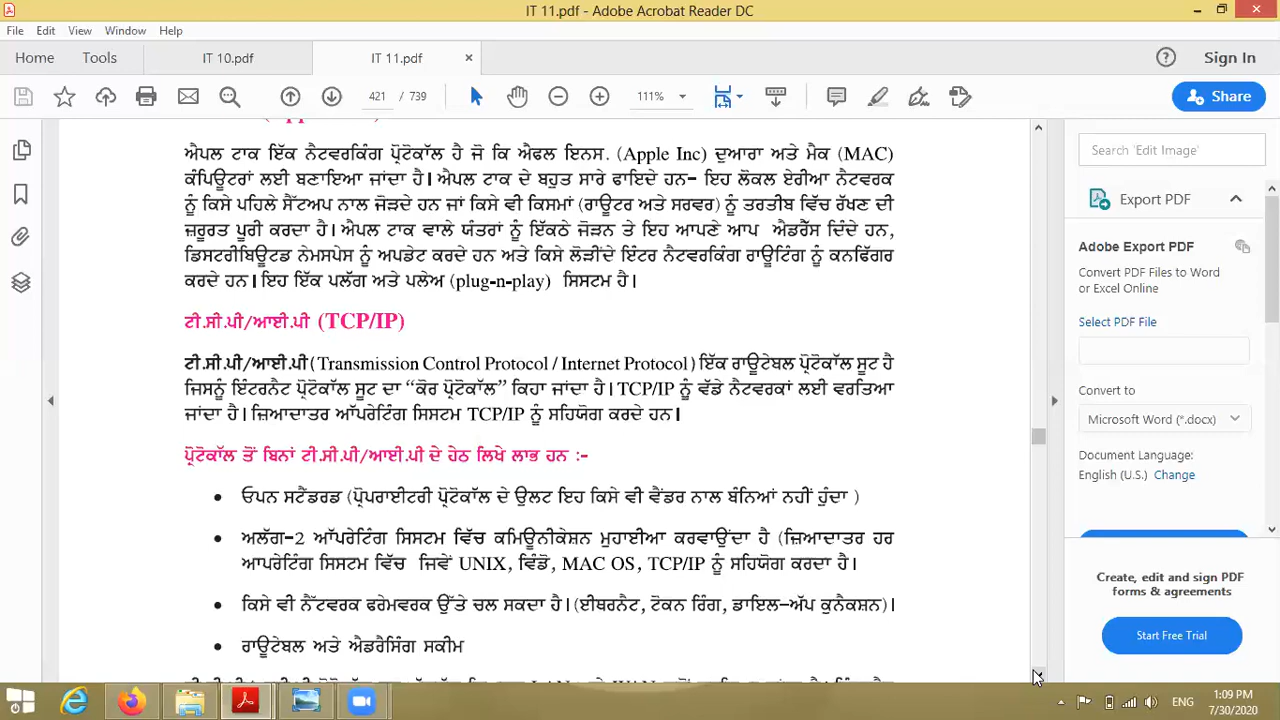 IT 11.pdf - Adobe Acrobat Reader DC
File Edit View Window Help
Home Tools IT 10.pdf IT 11.pdf × Sign In
421 / 739 111% Share
ਐਪਲ ਟਾਕ ਇੱਕ ਨੈਟਵਰਕਿੰਗ ਪ੍ਰੋਟੋਕਾੱਲ ਹੈ ਜੋ ਕਿ ਐਫਲ ਇਨਸ. (Apple Inc) ਦੁਆਰਾ ਅਤੇ ਮੈਕ (MAC)
ਕੰਪਿਊਟਰਾਂ ਲਈ ਬਣਾਇਆ ਜਾਂਦਾ ਹੈ। ਐਪਲ ਟਾਕ ਦੇ ਬਹੁਤ ਸਾਰੇ ਫਾਇਦੇ ਹਨ- ਇਹ ਲੋਕਲ ਏਰੀਆ ਨੈਟਵਰਕ
ਨੂੰ ਕਿਸੇ ਪਹਿਲੇ ਸੈੱਟਅਪ ਨਾਲ ਜੋੜਦੇ ਹਨ ਜਾਂ ਕਿਸੇ ਵੀ ਕਿਸਮਾਂ (ਰਾਊਟਰ ਅਤੇ ਸਰਵਰ) ਨੂੰ ਤਰਤੀਬ ਵਿੱਚ ਰੱਖਣ ਦੀ
ਜ਼ਰੂਰਤ ਪੂਰੀ ਕਰਦਾ ਹੈ। ਐਪਲ ਟਾਕ ਵਾਲੇ ਯੰਤਰਾਂ ਨੂੰ ਇੱਕਠੇ ਜੋੜਨ ਤੇ ਇਹ ਆਪਣੇ ਆਪ ਐਡਰੈੱਸ ਦਿੰਦੇ ਹਨ,
ਡਿਸਟਰੀਬਿਊਟਡ ਨੇਮਸਪੇਸ ਨੂੰ ਅਪਡੇਟ ਕਰਦੇ ਹਨ ਅਤੇ ਕਿਸੇ ਲੋੜੀਂਦੇ ਇੰਟਰ ਨੈਟਵਰਕਿੰਗ ਰਾਊਟਿੰਗ ਨੂੰ ਕਨਫਿੱਗਰ
ਕਰਦੇ ਹਨ। ਇਹ ਇੱਕ ਪਲੱਗ ਅਤੇ ਪਲੇਅ (plug-n-play) ਸਿਸਟਮ ਹੈ।
ਟੀ.ਸੀ.ਪੀ/ਆਈ.ਪੀ (TCP/IP)
ਟੀ.ਸੀ.ਪੀ/ਆਈ.ਪੀ (Transmission Control Protocol / Internet Protocol) ਇੱਕ ਰਾਊਟੇਬਲ ਪ੍ਰੋਟੋਕਾੱਲ ਸੂਟ ਹੈ
ਜਿਸਨੂੰ ਇੰਟਰਨੈਟ ਪ੍ਰੋਟੋਕਾੱਲ ਸੂਟ ਦਾ “ਕੋਰ ਪ੍ਰੋਟੋਕਾੱਲ” ਕਿਹਾ ਜਾਂਦਾ ਹੈ। TCP/IP ਨੂੰ ਵੱਡੇ ਨੈਟਵਰਕਾਂ ਲਈ ਵਰਤਿਆ
ਜਾਂਦਾ ਹੈ। ਜ਼ਿਆਦਾਤਰ ਆੱਪਰੇਟਿੰਗ ਸਿਸਟਮ TCP/IP ਨੂੰ ਸਹਿਯੋਗ ਕਰਦੇ ਹਨ।
ਪ੍ਰੋਟੋਕਾੱਲ ਤੋਂ ਬਿਨਾਂ ਟੀ.ਸੀ.ਪੀ/ਆਈ.ਪੀ ਦੇ ਹੇਠ ਲਿਖੇ ਲਾਭ ਹਨ :-
• ਓਪਨ ਸਟੈਂਡਰਡ (ਪ੍ਰੋਪਰਾਈਟਰੀ ਪ੍ਰੋਟੋਕਾੱਲ ਦੇ ਉਲਟ ਇਹ ਕਿਸੇ ਵੀ ਵੈਂਡਰ ਨਾਲ ਬੰਨਿਆਂ ਨਹੀਂ ਹੁੰਦਾ )
• ਅਲੱਗ-2 ਆੱਪਰੇਟਿੰਗ ਸਿਸਟਮ ਵਿੱਚ ਕਮਿਊਨੀਕੇਸ਼ਨ ਮੁਹਾਈਆ ਕਰਵਾਉਂਦਾ ਹੈ (ਜ਼ਿਆਦਾਤਰ ਹਰ
ਆਪਰੇਟਿੰਗ ਸਿਸਟਮ ਵਿੱਚ ਜਿਵੇਂ UNIX, ਵਿੰਡੋ, MAC OS, TCP/IP ਨੂੰ ਸਹਿਯੋਗ ਕਰਦਾ ਹੈ।
• ਕਿਸੇ ਵੀ ਨੈੱਟਵਰਕ ਫਰੇਮਵਰਕ ਉੱਤੇ ਚਲ ਸਕਦਾ ਹੈ। (ਈਥਰਨੈਟ, ਟੋਕਨ ਰਿੰਗ, ਡਾਇਲ-ਅੱਪ ਕੁਨੈਕਸ਼ਨ)।
• ਰਾਊਟੇਬਲ ਅਤੇ ਐਡਰੈਸਿੰਗ ਸਕੀਮ
Search 'Edit Image'
Export PDF
Adobe Export PDF
Convert PDF Files to Word
or Excel Online
Select PDF File
Convert to
Microsoft Word (*.docx)
Document Language:
English (U.S.) Change
Create, edit and sign PDF
forms & agreements
Start Free Trial
ENG
1:09 PM
7/30/2020